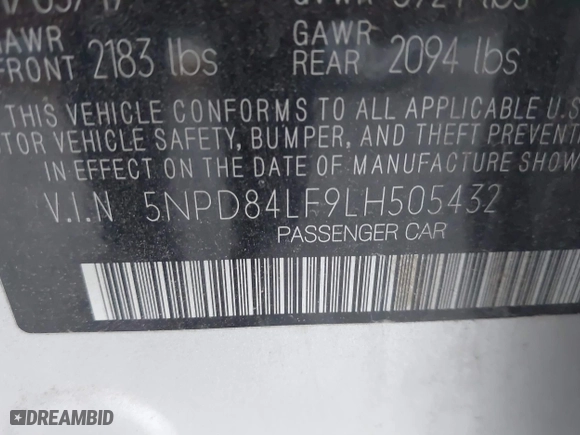 GAWR FRONT 2183 lbs GAWR REAR 2094 lbs
THIS VEHICLE CONFORMS TO ALL APPLICABLE U.S
TOR VEHICLE SAFETY, BUMPER, AND THEFT PREVENT
IN EFFECT ON THE DATE OF MANUFACTURE SHOW
V.I.N 5NPD84LF9LH505432
PASSENGER CAR
DREAMBID